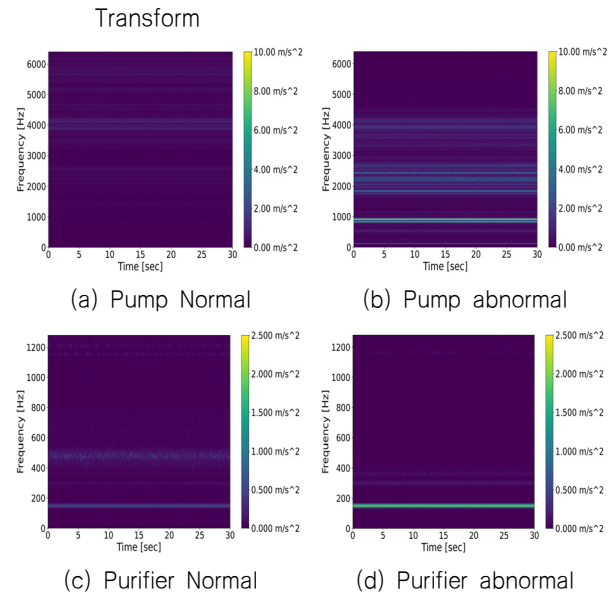 Transform
10.00 m/s^2
8.00 m/s^2
6.00 m/s^2
4.00 m/s^2
2.00 m/s^2
0.00 m/s^2
6000
5000
4000
3000
2000
1000
0
Frequency [Hz]
0 5 10 15 20 25 30
Time [sec]
(a) Pump Normal
10.00 m/s^2
8.00 m/s^2
6.00 m/s^2
4.00 m/s^2
2.00 m/s^2
0.00 m/s^2
6000
5000
4000
3000
2000
1000
0
Frequency [Hz]
0 5 10 15 20 25 30
Time [sec]
(b) Pump abnormal
2.500 m/s^2
2.000 m/s^2
1.500 m/s^2
1.000 m/s^2
0.500 m/s^2
0.000 m/s^2
1200
1000
800
600
400
200
0
Frequency [Hz]
0 5 10 15 20 25 30
Time [sec]
(c) Purifier Normal
2.500 m/s^2
2.000 m/s^2
1.500 m/s^2
1.000 m/s^2
0.500 m/s^2
0.000 m/s^2
1200
1000
800
600
400
200
0
Frequency [Hz]
0 5 10 15 20 25 30
Time [sec]
(d) Purifier abnormal